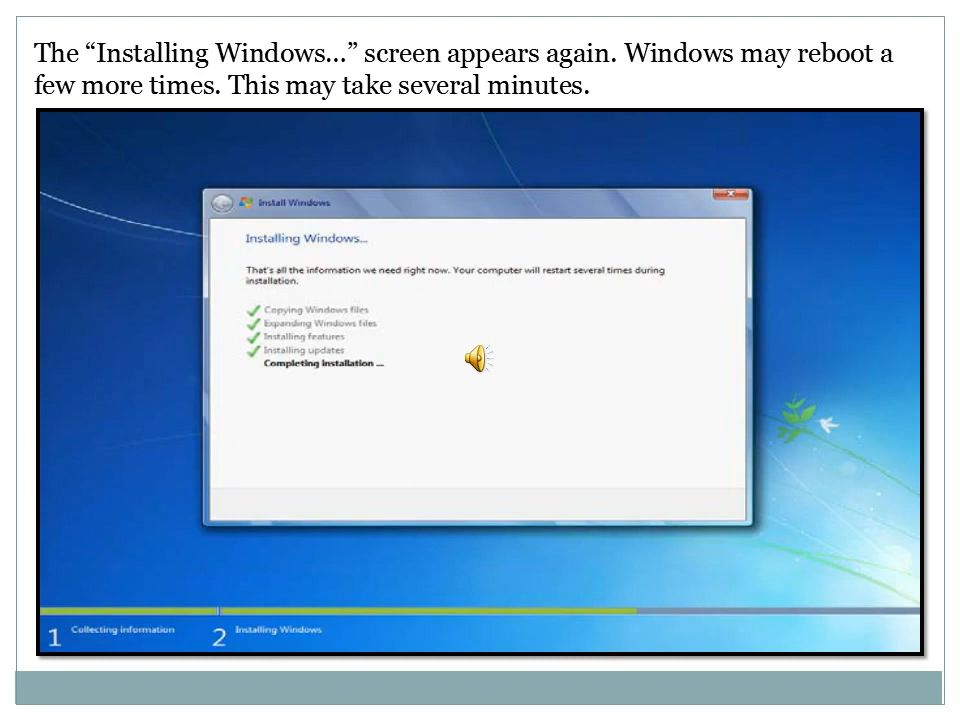 The “Installing Windows…” screen appears again. Windows may reboot a
few more times. This may take several minutes.
Install Windows
Installing Windows...
That's all the information we need right now. Your computer will restart several times during
installation.
Copying Windows files
Expanding Windows files
Installing features
Installing updates
Completing installation ...
1 Collecting information
2 Installing Windows